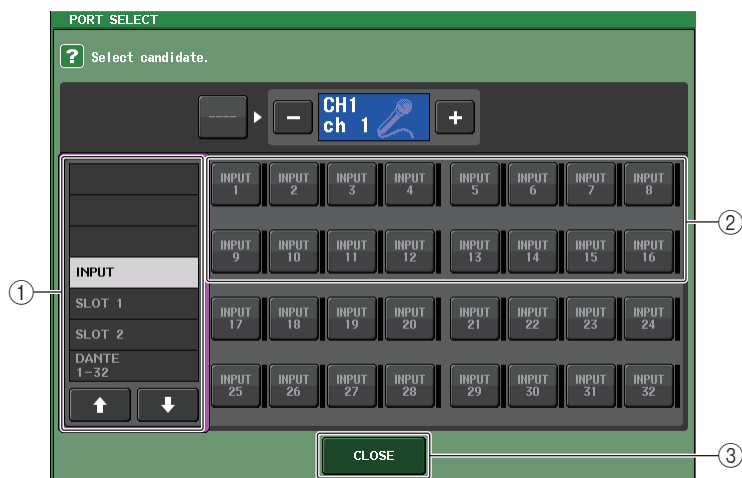 PORT SELECT
? Select candidate.
----
−
CH1
ch 1
+
INPUT
SLOT 1
SLOT 2
DANTE
1-32
INPUT 1 INPUT 2 INPUT 3 INPUT 4 INPUT 5 INPUT 6 INPUT 7 INPUT 8
INPUT 9 INPUT 10 INPUT 11 INPUT 12 INPUT 13 INPUT 14 INPUT 15 INPUT 16
INPUT 17 INPUT 18 INPUT 19 INPUT 20 INPUT 21 INPUT 22 INPUT 23 INPUT 24
INPUT 25 INPUT 26 INPUT 27 INPUT 28 INPUT 29 INPUT 30 INPUT 31 INPUT 32
CLOSE
①
②
③